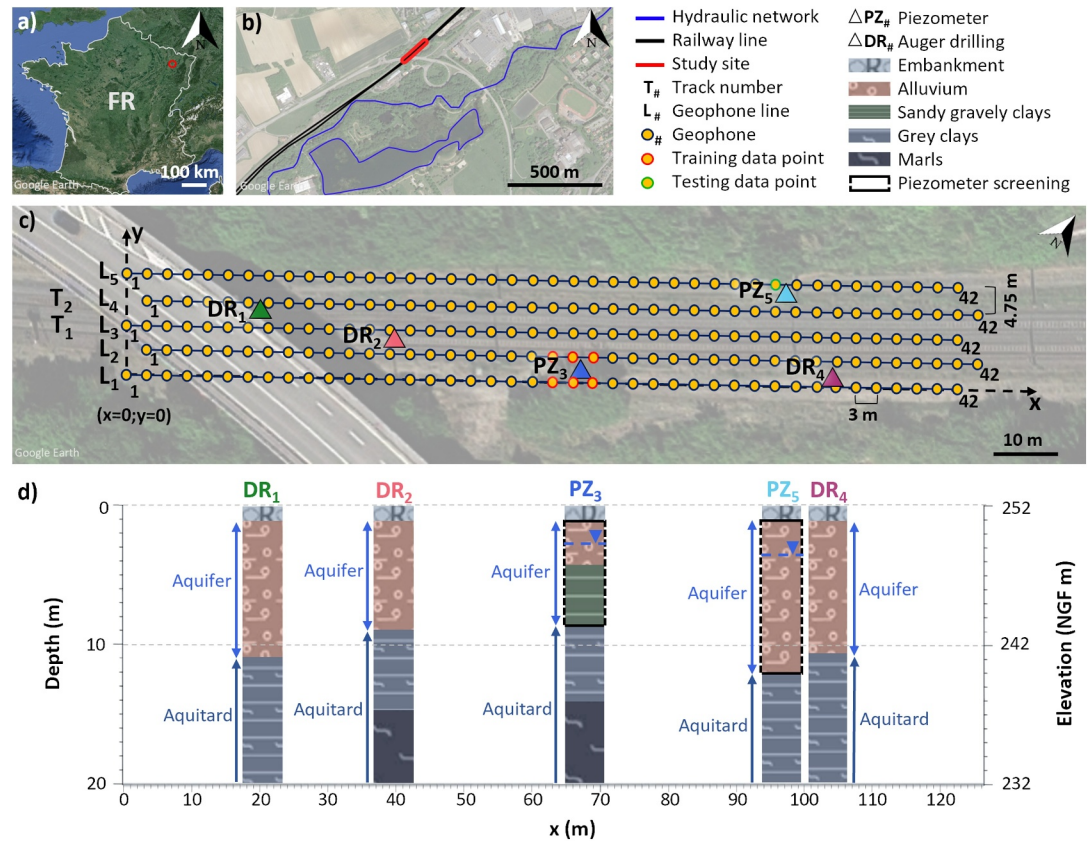 a)
FR
N
100 km
Google Earth
b)
N
500 m
Google Earth
Hydraulic network
Railway line
Study site
T# Track number
L# Geophone line
# Geophone
Training data point
Testing data point
PZ# Piezometer
DR# Auger drilling
R Embankment
Alluvium
Sandy gravely clays
Grey clays
Marls
Piezometer screening
c)
y
N
L5 1 42
T2 L4 1 42
T1 L3 1 42
L2 1 42
L1 1 42
(x=0;y=0)
DR1
DR2
PZ3
PZ5
DR4
4.75 m
3 m
x
10 m
Google Earth
d)
DR1 DR2 PZ3 PZ5 DR4
0 R R R R R 252
Aquifer Aquifer Aquifer Aquifer Aquifer
10 242
Aquitard Aquitard Aquitard Aquitard Aquitard
20 232
Depth (m)
Elevation (NGF m)
0 10 20 30 40 50 60 70 80 90 100 110 120
x (m)